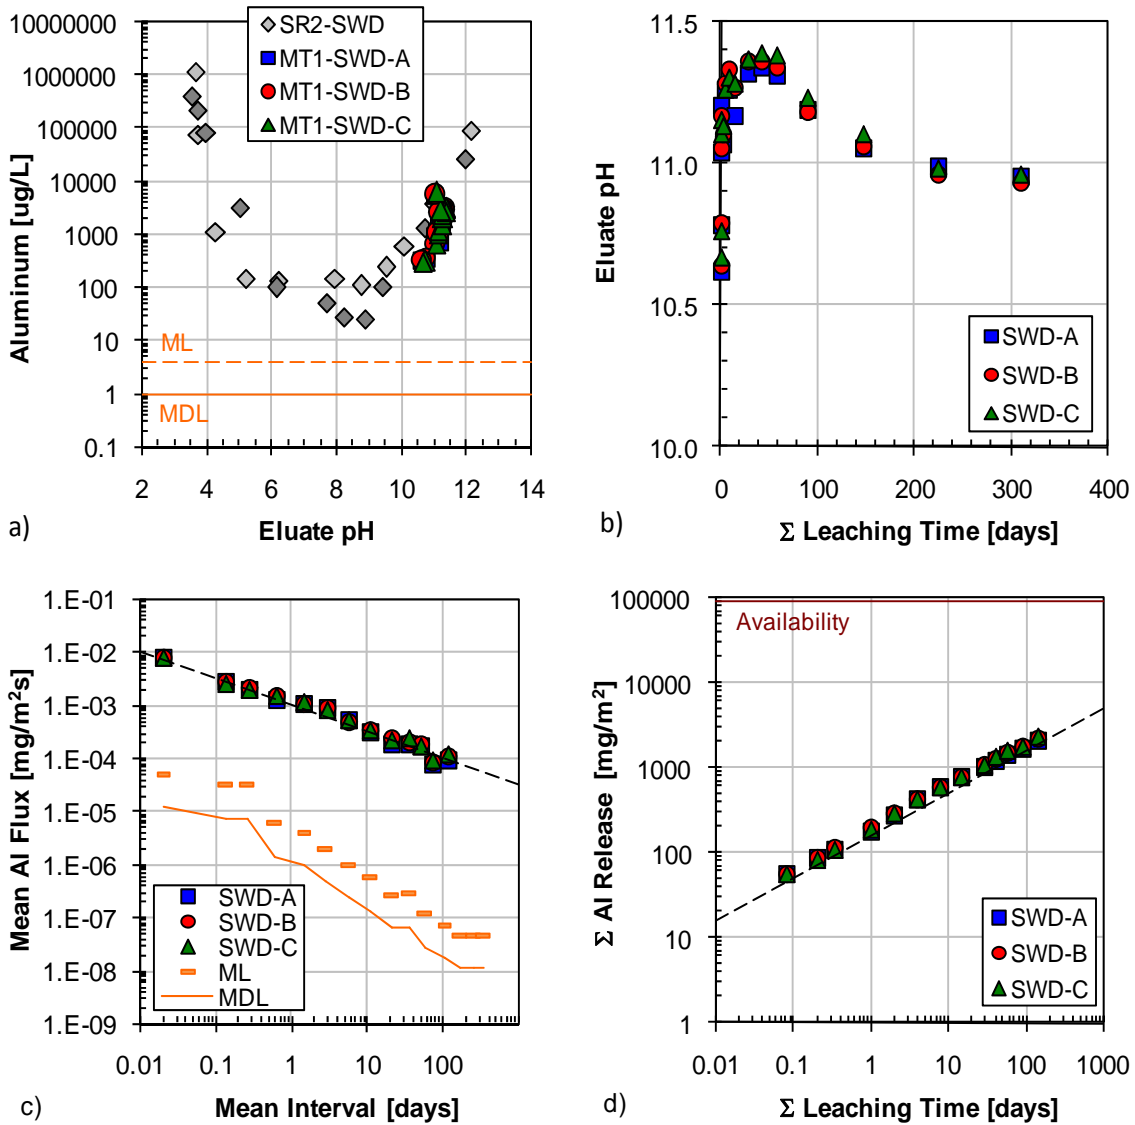 10000000
1000000
100000
10000
1000
100
10
1
0.1
Aluminum [ug/L]
SR2-SWD
MT1-SWD-A
MT1-SWD-B
MT1-SWD-C
ML
MDL
2 4 6 8 10 12 14
Eluate pH
a)
11.5
11.0
10.5
10.0
Eluate pH
SWD-A
SWD-B
SWD-C
0 100 200 300 400
Σ Leaching Time [days]
b)
1.E-01
1.E-02
1.E-03
1.E-04
1.E-05
1.E-06
1.E-07
1.E-08
1.E-09
Mean Al Flux [mg/m²s]
SWD-A
SWD-B
SWD-C
ML
MDL
0.01 0.1 1 10 100
Mean Interval [days]
c)
100000
10000
1000
100
10
1
Σ Al Release [mg/m²]
Availability
SWD-A
SWD-B
SWD-C
0.01 0.1 1 10 100 1000
Σ Leaching Time [days]
d)